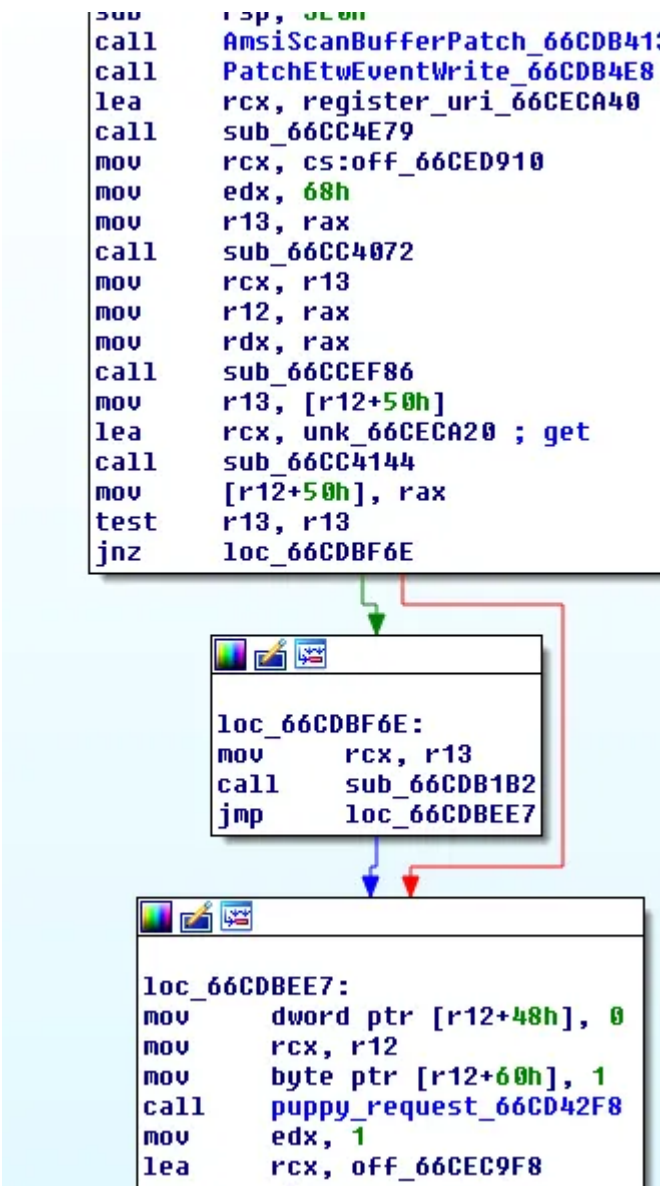 sub rsp, 3E0h
call AmsiScanBufferPatch_66CDB413
call PatchEtwEventWrite_66CDB4E8
lea rcx, register_uri_66CECA40
call sub_66CC4E79
mov rcx, cs:off_66CED910
mov edx, 68h
mov r13, rax
call sub_66CC4072
mov rcx, r13
mov r12, rax
mov rdx, rax
call sub_66CCEF86
mov r13, [r12+50h]
lea rcx, unk_66CECA20 ; get
call sub_66CC4144
mov [r12+50h], rax
test r13, r13
jnz loc_66CDBF6E
loc_66CDBF6E:
mov rcx, r13
call sub_66CDB1B2
jmp loc_66CDBEE7
loc_66CDBEE7:
mov dword ptr [r12+48h], 0
mov rcx, r12
mov byte ptr [r12+60h], 1
call puppy_request_66CD42F8
mov edx, 1
lea rcx, off_66CEC9F8